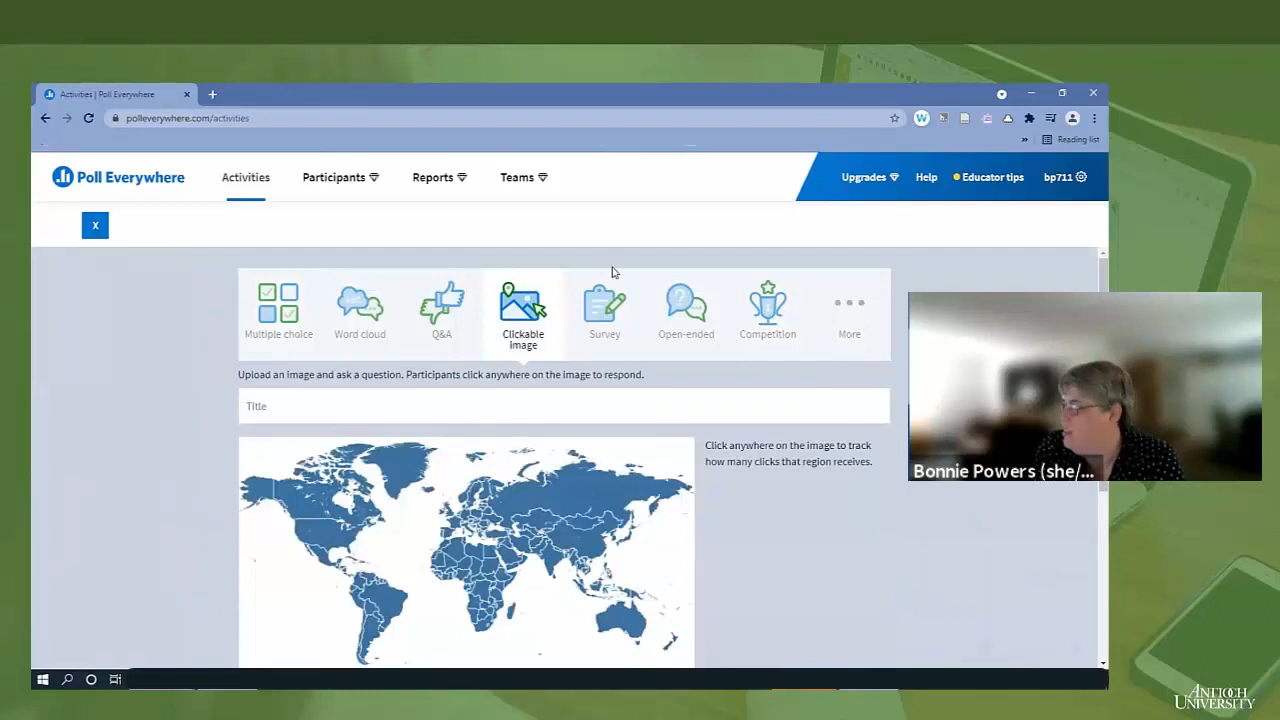 Activities | Poll Everywhere
polleverywhere.com/activities
Reading list
Poll Everywhere
Activities
Participants
Reports
Teams
Upgrades
Help
Educator tips
bp711
X
Multiple choice
Word cloud
Q&A
Clickable
image
Survey
Open-ended
Competition
More
Upload an image and ask a question. Participants click anywhere on the image to respond.
Title
Click anywhere on the image to track
how many clicks that region receives.
Bonnie Powers (she/...
ANTIOCH
UNIVERSITY